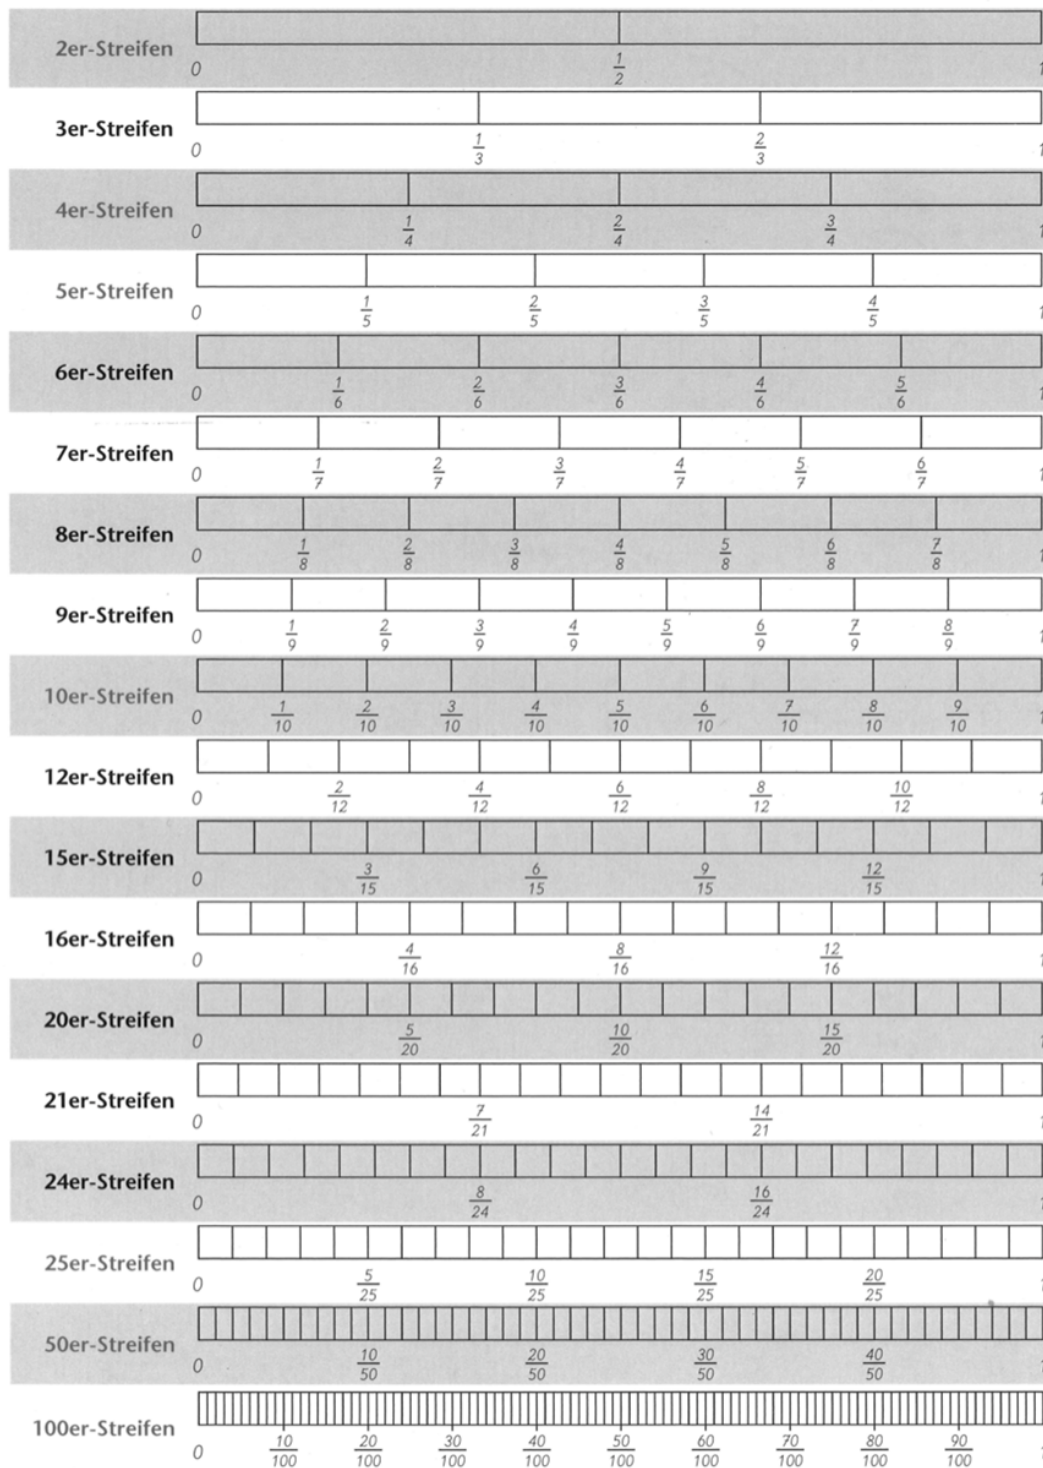 2er-Streifen
0 1/2 1
3er-Streifen
0 1/3 2/3 1
4er-Streifen
0 1/4 2/4 3/4 1
5er-Streifen
0 1/5 2/5 3/5 4/5 1
6er-Streifen
0 1/6 2/6 3/6 4/6 5/6 1
7er-Streifen
0 1/7 2/7 3/7 4/7 5/7 6/7 1
8er-Streifen
0 1/8 2/8 3/8 4/8 5/8 6/8 7/8 1
9er-Streifen
0 1/9 2/9 3/9 4/9 5/9 6/9 7/9 8/9 1
10er-Streifen
0 1/10 2/10 3/10 4/10 5/10 6/10 7/10 8/10 9/10 1
12er-Streifen
0 2/12 4/12 6/12 8/12 10/12 1
15er-Streifen
0 3/15 6/15 9/15 12/15 1
16er-Streifen
0 4/16 8/16 12/16 1
20er-Streifen
0 5/20 10/20 15/20 1
21er-Streifen
0 7/21 14/21 1
24er-Streifen
0 8/24 16/24 1
25er-Streifen
0 5/25 10/25 15/25 20/25 1
50er-Streifen
0 10/50 20/50 30/50 40/50 1
100er-Streifen
0 10/100 20/100 30/100 40/100 50/100 60/100 70/100 80/100 90/100 1